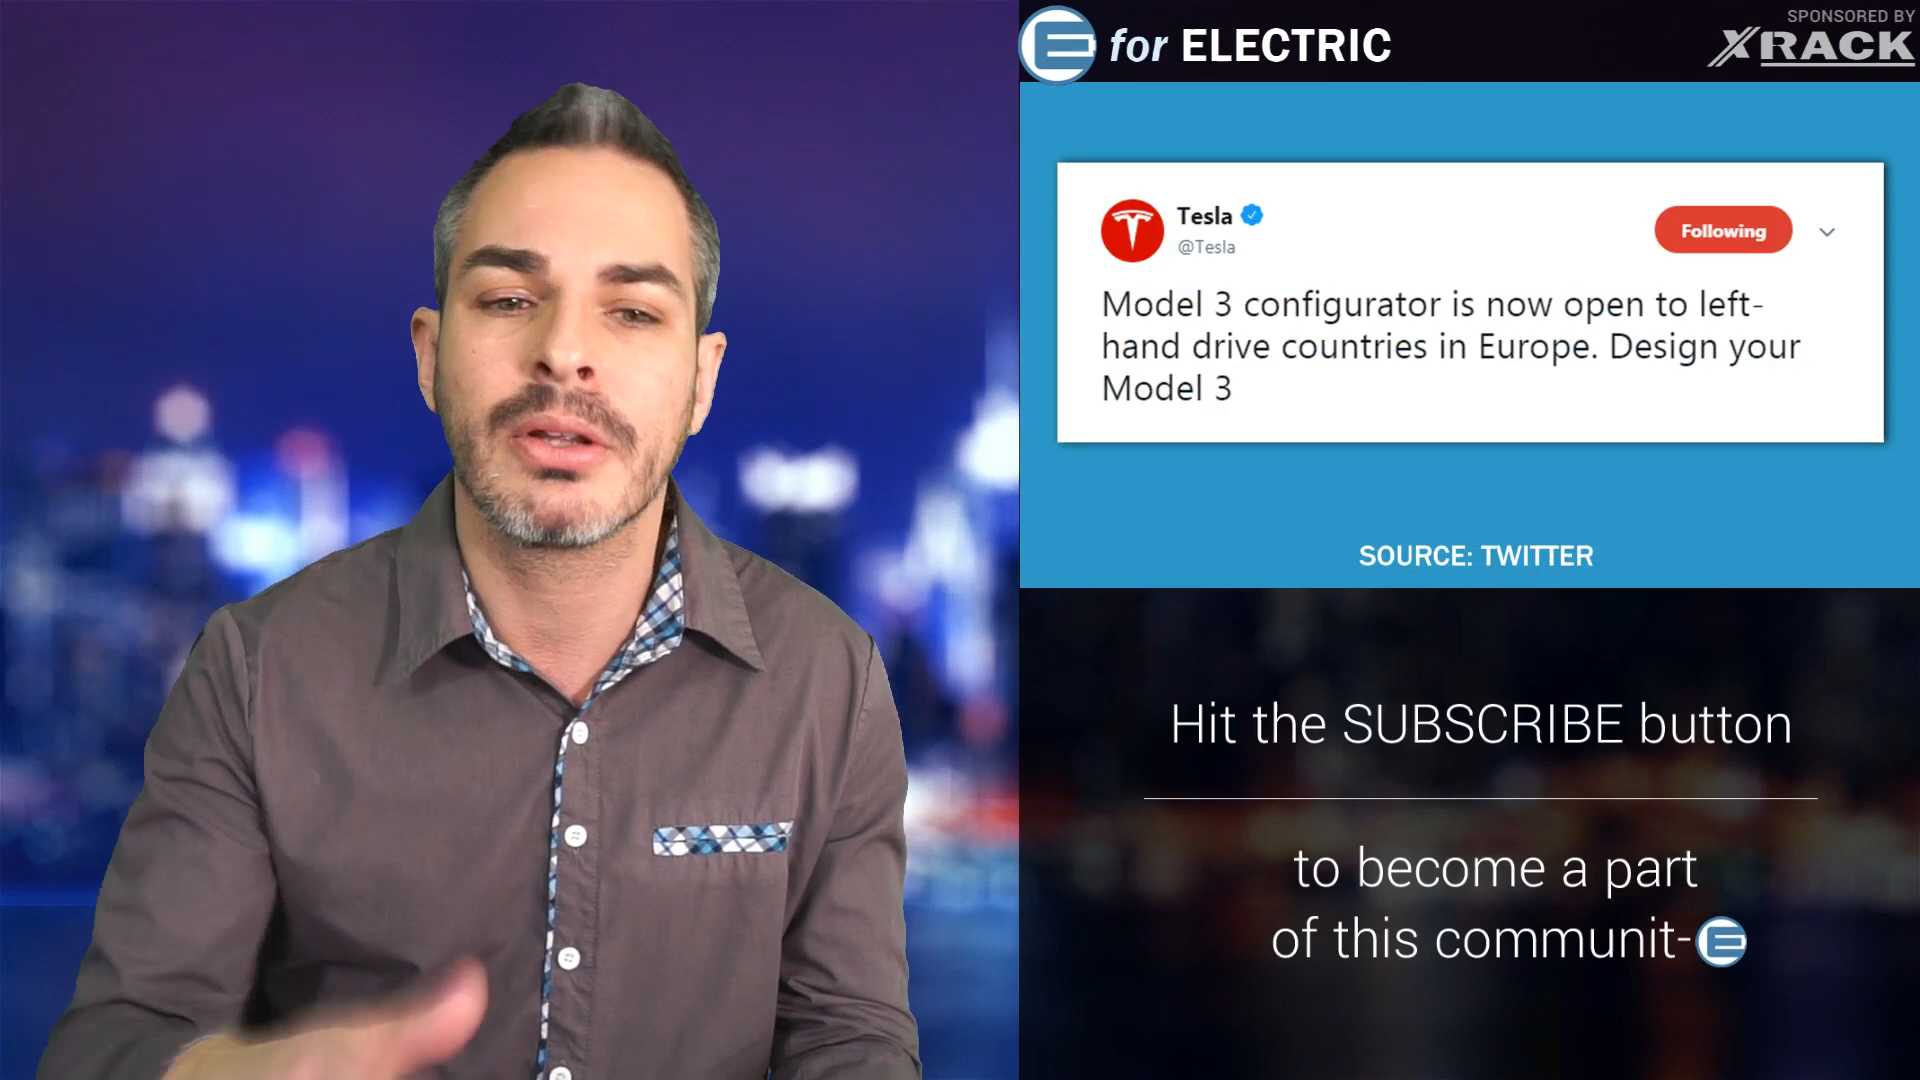 E for ELECTRIC
SPONSORED BY
XRACK
Tesla
@Tesla
Following
Model 3 configurator is now open to left-
hand drive countries in Europe. Design your
Model 3
SOURCE: TWITTER
Hit the SUBSCRIBE button
to become a part
of this communit-E